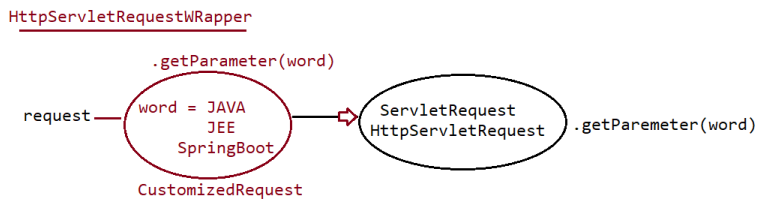 HttpServletRequestWRapper
.getParameter(word)
request
word = JAVA
JEE
SpringBoot
CustomizedRequest
ServletRequest
HttpServletRequest
.getParemeter(word)